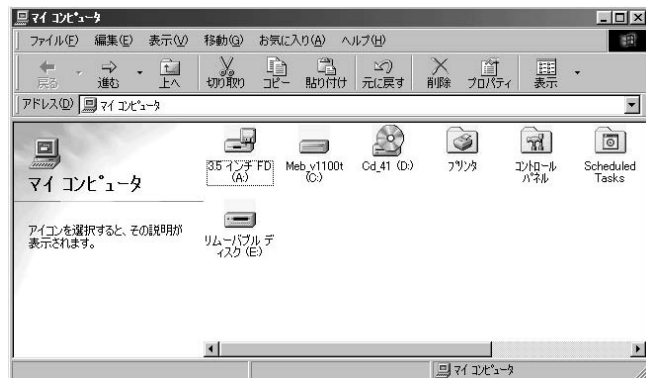 マイ コンピュータ
ファイル(F) 編集(E) 表示(V) 移動(G) お気に入り(A) ヘルプ(H)
戻る 進む 上へ 切り取り コピー 貼り付け 元に戻す 削除 プロパティ 表示
アドレス(D) マイ コンピュータ
マイ コンピュータ
アイコンを選択すると、その説明が
表示されます。
3.5 インチ FD
(A:)
Meb_v1100t
(C:)
Cd_41 (D:)
プリンタ
コントロール
パネル
Scheduled
Tasks
リムーバブル デ
ィスク (E:)
マイ コンピュータ